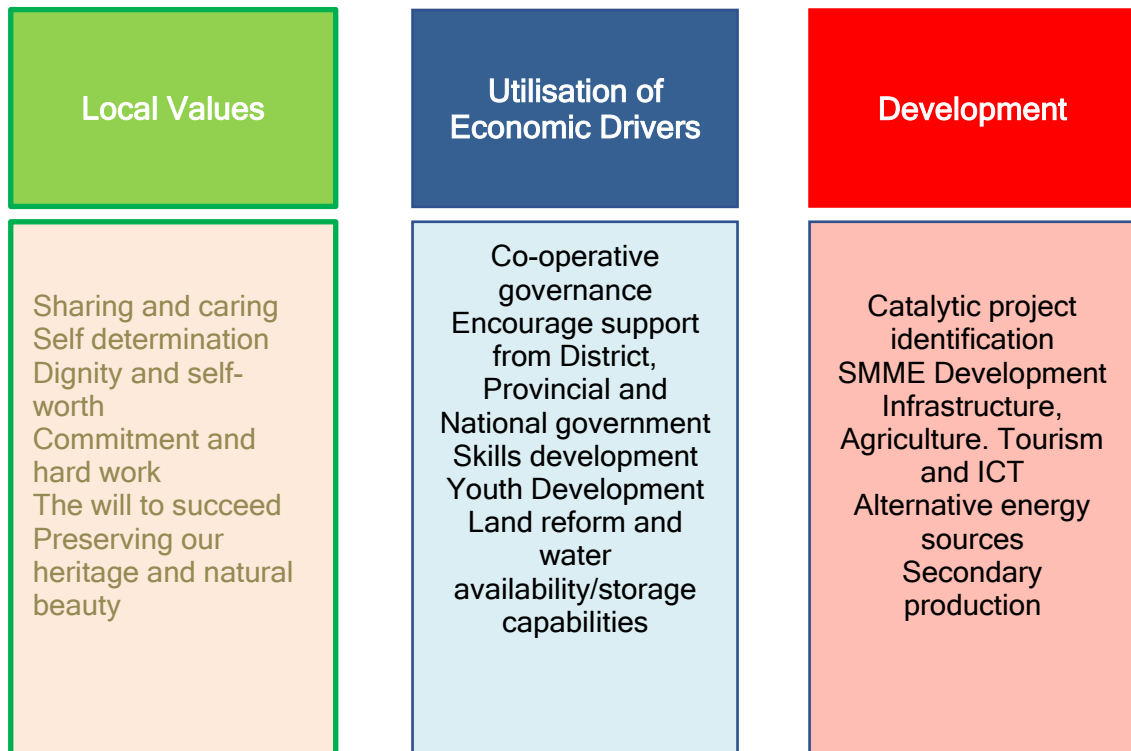 Local Values
Sharing and caring
Self determination
Dignity and self-
worth
Commitment and
hard work
The will to succeed
Preserving our
heritage and natural
beauty
Utilisation of
Economic Drivers
Co-operative
governance
Encourage support
from District,
Provincial and
National government
Skills development
Youth Development
Land reform and
water
availability/storage
capabilities
Development
Catalytic project
identification
SMME Development
Infrastructure,
Agriculture. Tourism
and ICT
Alternative energy
sources
Secondary
production